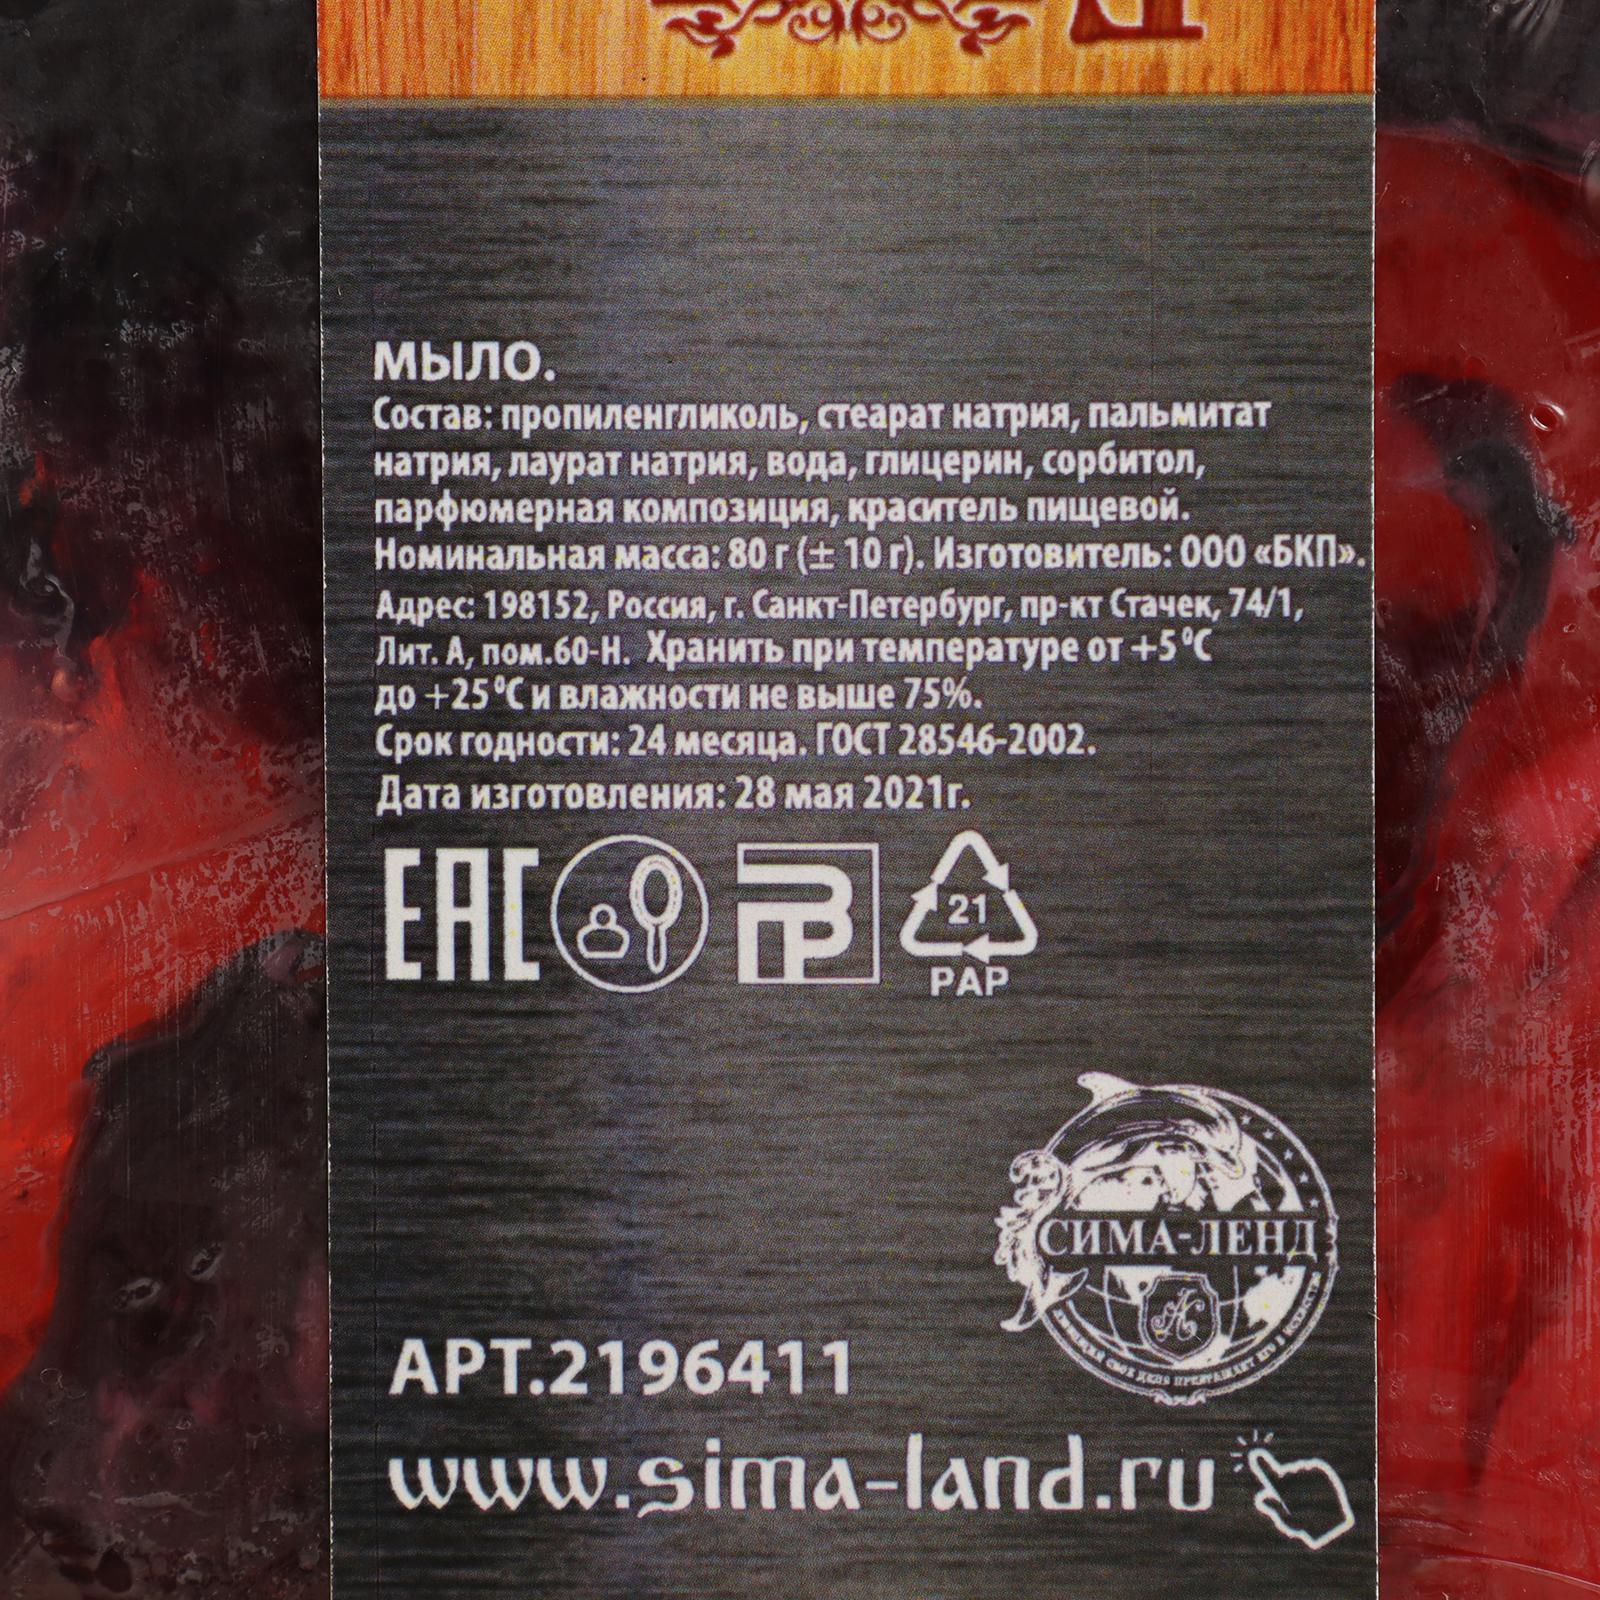 МЫЛО.
Состав: пропиленгликоль, стеарат натрия, пальмитат
натрия, лаурат натрия, вода, глицерин, сорбитол,
парфюмерная композиция, краситель пищевой.
Номинальная масса: 80 г (± 10 г). Изготовитель: ООО «БКП».
Адрес: 198152, Россия, г. Санкт-Петербург, пр-кт Стачек, 74/1,
Лит. А, пом.60-Н. Хранить при температуре от +5⁰С
до +25⁰С и влажности не выше 75%.
Срок годности: 24 месяца. ГОСТ 28546-2002.
Дата изготовления: 28 мая 2021г.
ЕАС
21
PAP
СИМА-ЛЕНД
АРТ.2196411
www.sima-land.ru